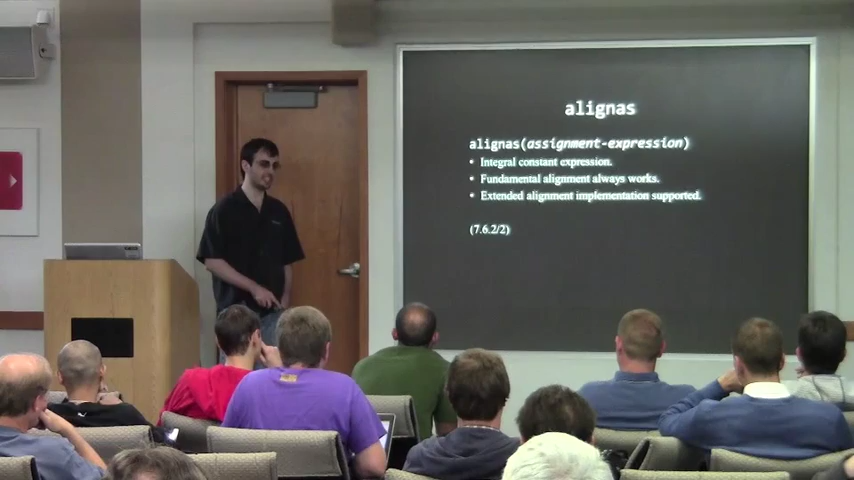 alignas
alignas(assignment-expression)
• Integral constant expression.
• Fundamental alignment always works.
• Extended alignment implementation supported.
(7.6.2/2)